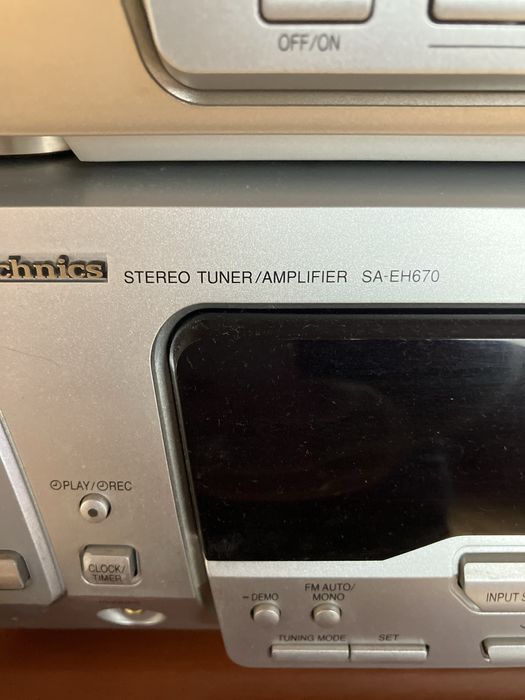 OFF/ON
chnics STEREO TUNER/AMPLIFIER SA-EH670
PLAY/ REC
CLOCK/
TIMER
FM AUTO/
-DEMO MONO
INPUT S
TUNING MODE SET